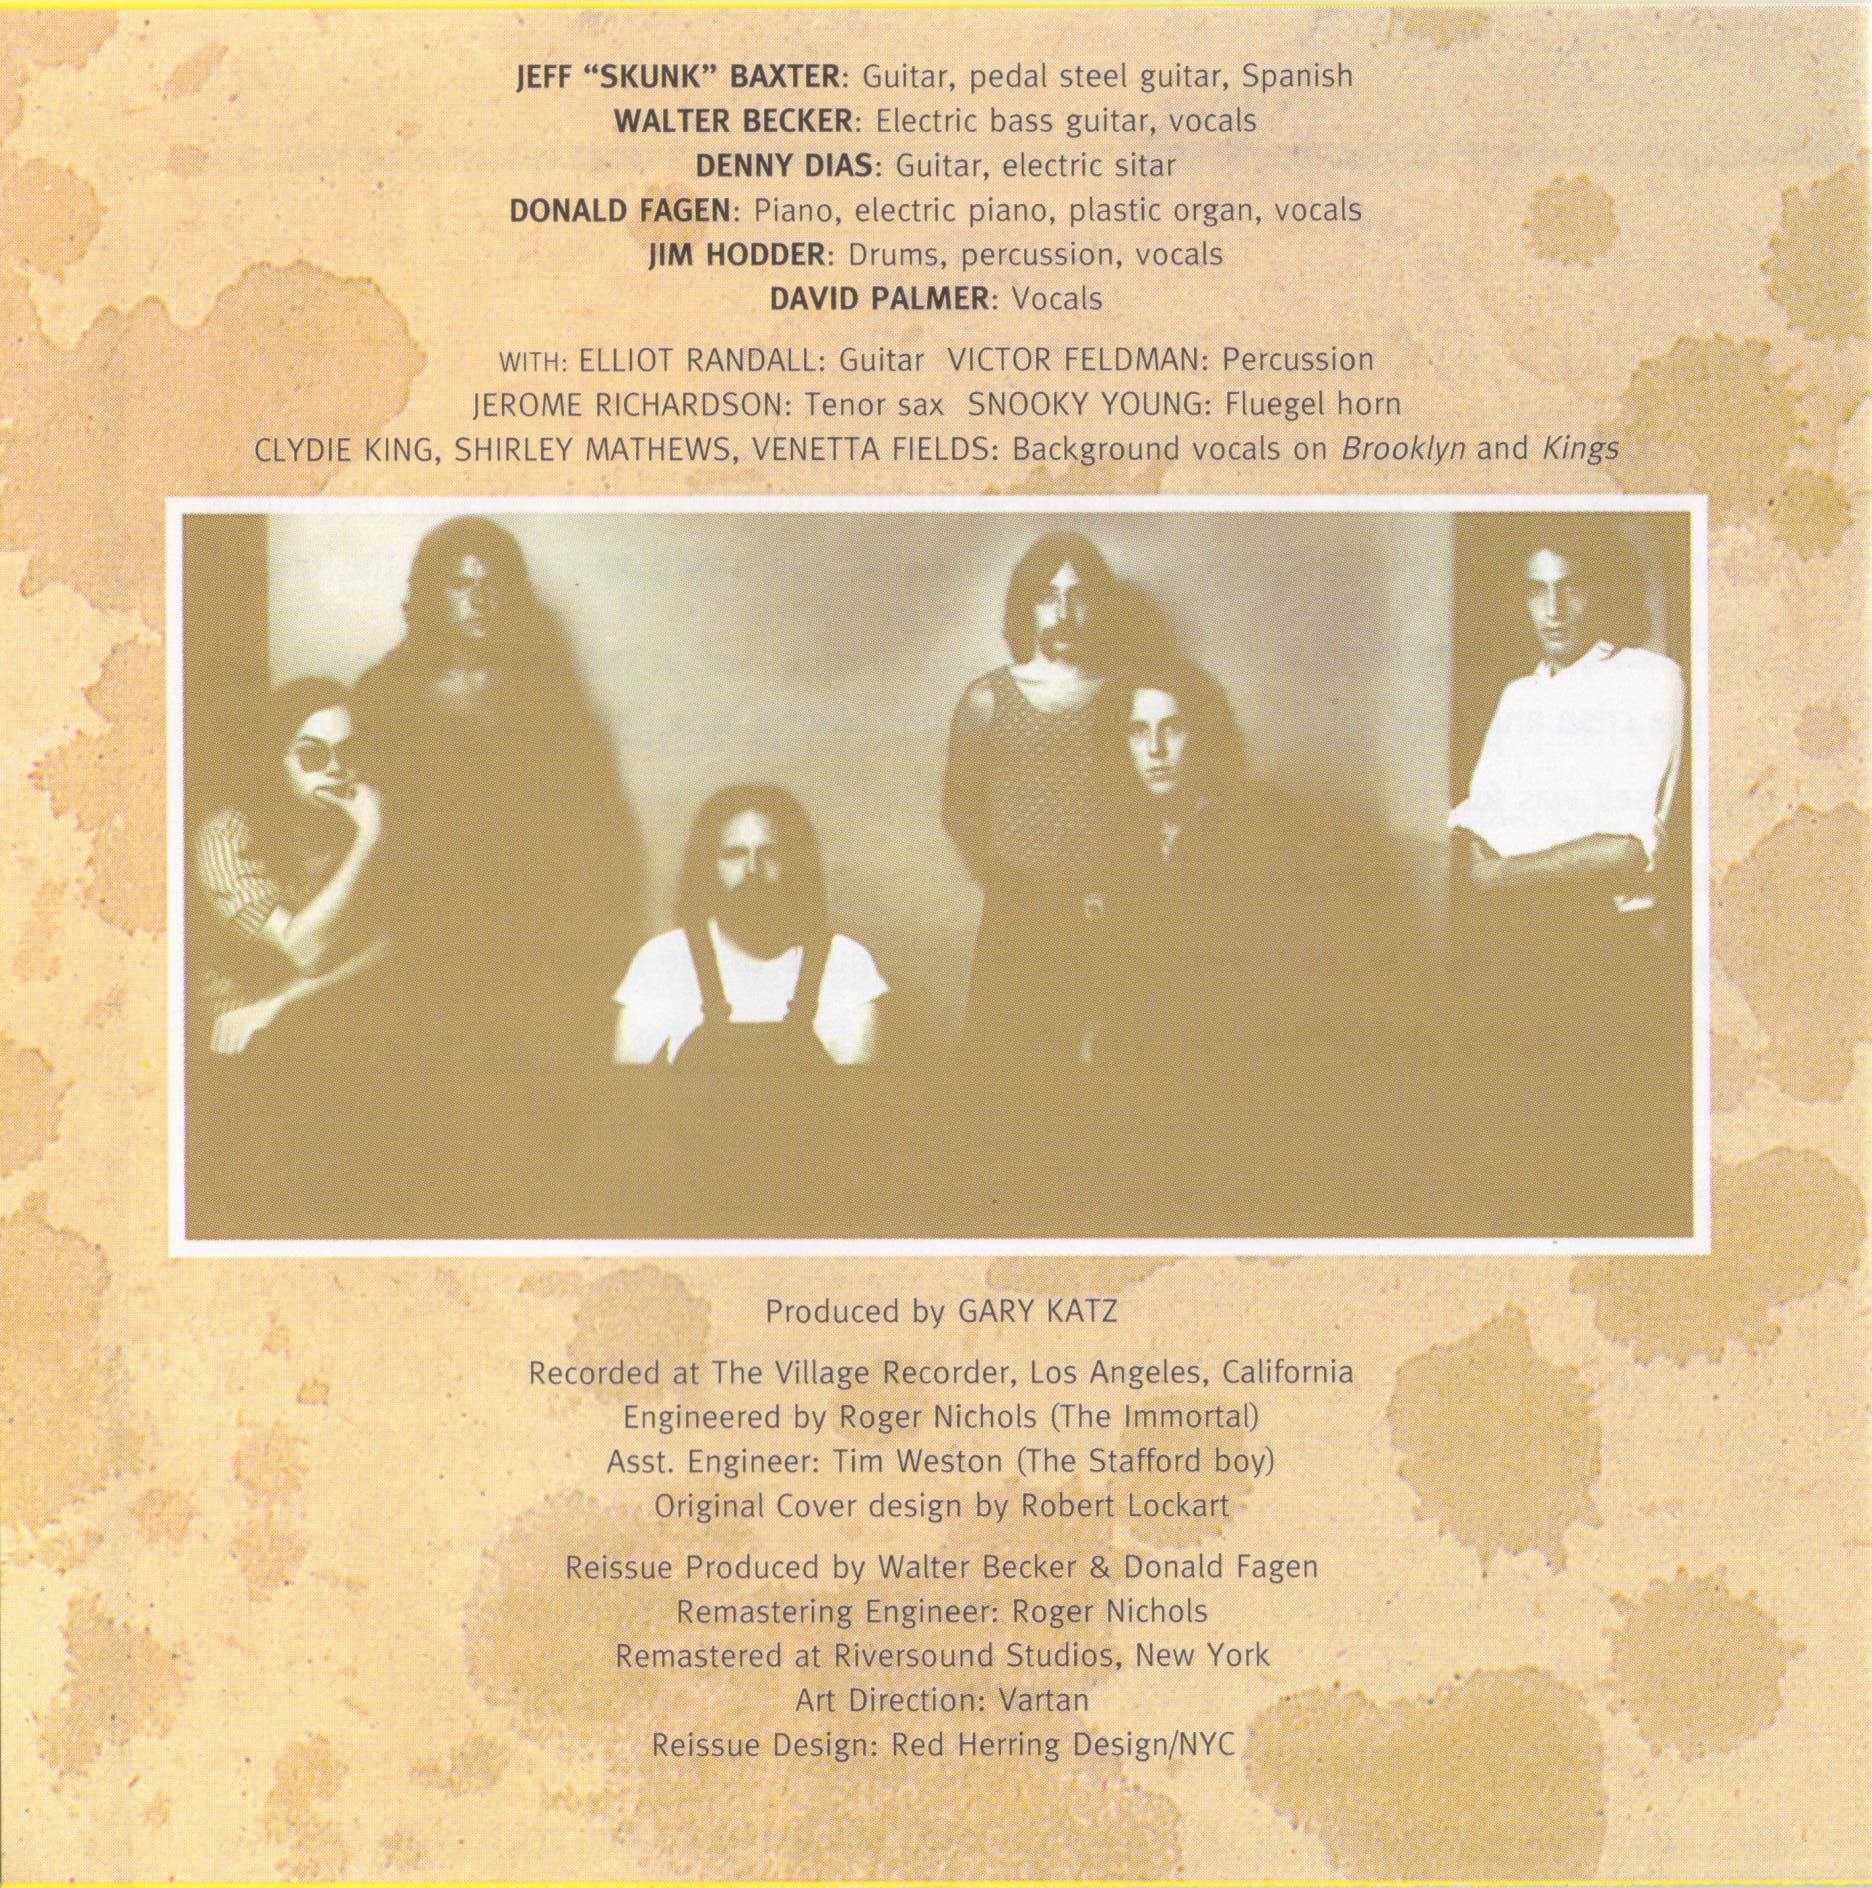 JEFF “SKUNK” BAXTER: Guitar, pedal steel guitar, Spanish
WALTER BECKER: Electric bass guitar, vocals
DENNY DIAS: Guitar, electric sitar
DONALD FAGEN: Piano, electric piano, plastic organ, vocals
JIM HODDER: Drums, percussion, vocals
DAVID PALMER: Vocals
WITH: ELLIOT RANDALL: Guitar VICTOR FELDMAN: Percussion
JEROME RICHARDSON: Tenor sax SNOOKY YOUNG: Fluegel horn
CLYDIE KING, SHIRLEY MATHEWS, VENETTA FIELDS: Background vocals on Brooklyn and Kings
Produced by GARY KATZ
Recorded at The Village Recorder, Los Angeles, California
Engineered by Roger Nichols (The Immortal)
Asst. Engineer: Tim Weston (The Stafford boy)
Original Cover design by Robert Lockart
Reissue Produced by Walter Becker & Donald Fagen
Remastering Engineer: Roger Nichols
Remastered at Riversound Studios, New York
Art Direction: Vartan
Reissue Design: Red Herring Design/NYC